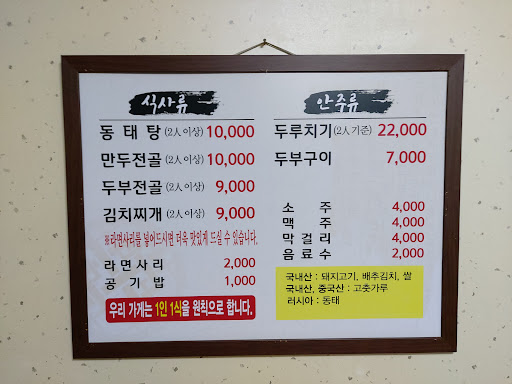 식사류
동태탕(2人이상) 10,000
만두전골(2人이상) 10,000
두부전골(2人이상) 9,000
김치찌개(2人이상) 9,000
※라면사리를 넣어드시면 더욱 맛있게 드실 수 있습니다.
라면사리 2,000
공기밥 1,000
우리 가게는 1인 1식을 원칙으로 합니다.
안주류
두루치기(2人기준) 22,000
두부구이 7,000
소주 4,000
맥주 4,000
막걸리 4,000
음료수 2,000
국내산 : 돼지고기, 배추김치, 쌀
국내산, 중국산 : 고춧가루
러시아 : 동태